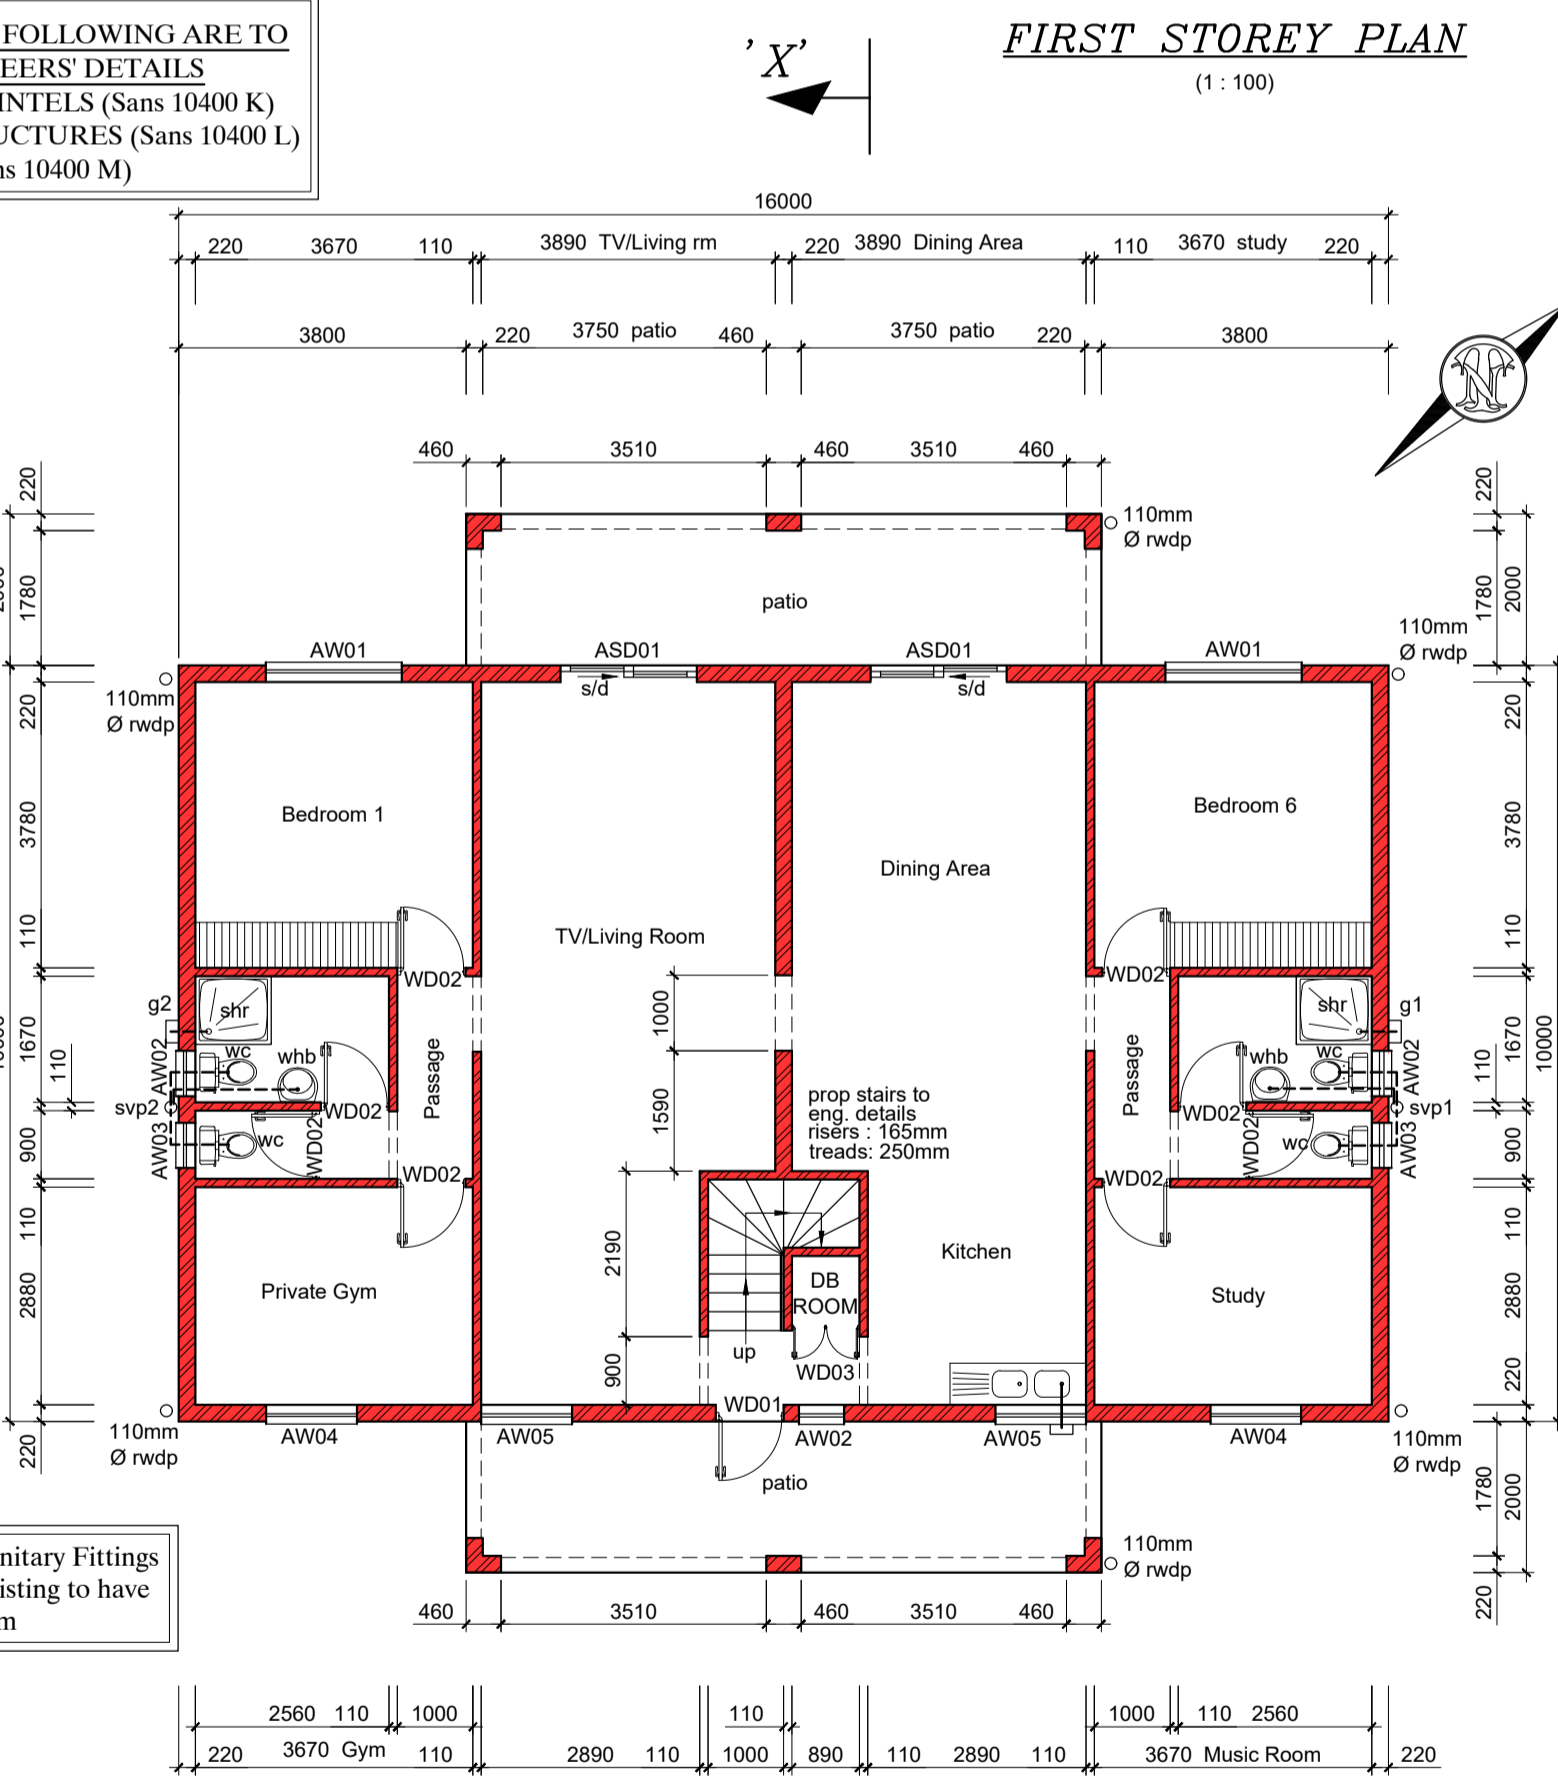 FOLLOWING ARE TO
EERS' DETAILS
INTELS (Sans 10400 K)
UCTURES (Sans 10400 L)
ns 10400 M)
'X'
FIRST STOREY PLAN
(1 : 100)
16000
220 3670 110 3890 TV/Living rm 220 3890 Dining Area 110 3670 study 220
3800 220 3750 patio 460 3750 patio 220 3800
N
460 3510 460 3510 460
220
1780
220
3780
110
1670
110
900
110
2880
220
220
1780
2000
220
3780
110
1670
110
900
110
2880
220
10000
1780
2000
220
110mm
Ø rwdp
patio
110mm
Ø rwdp
AW01 ASD01 ASD01 AW01
s/d s/d
110mm
Ø rwdp
Bedroom 1
Bedroom 6
Dining Area
TV/Living Room
WD02 WD02
g2 shr shr g1
1000
AW02 wc whb Passage Passage whb wc AW02
prop stairs to
eng. details
risers : 165mm
treads: 250mm
svp2 WD02 WD02 svp1
1590
AW03 wc WD02 WD02 wc AW03
WD02 WD02
2190
Kitchen
DB
ROOM
Private Gym
Study
up
WD03
900
WD01
110mm
Ø rwdp
AW04 AW05 AW02 AW05 AW04
110mm
Ø rwdp
patio
110mm
Ø rwdp
nitary Fittings
isting to have
m
460 3510 460 3510 460
2560 110 1000 110 1000 110 2560
220 3670 Gym 110 2890 110 1000 890 110 2890 110 3670 Music Room 220